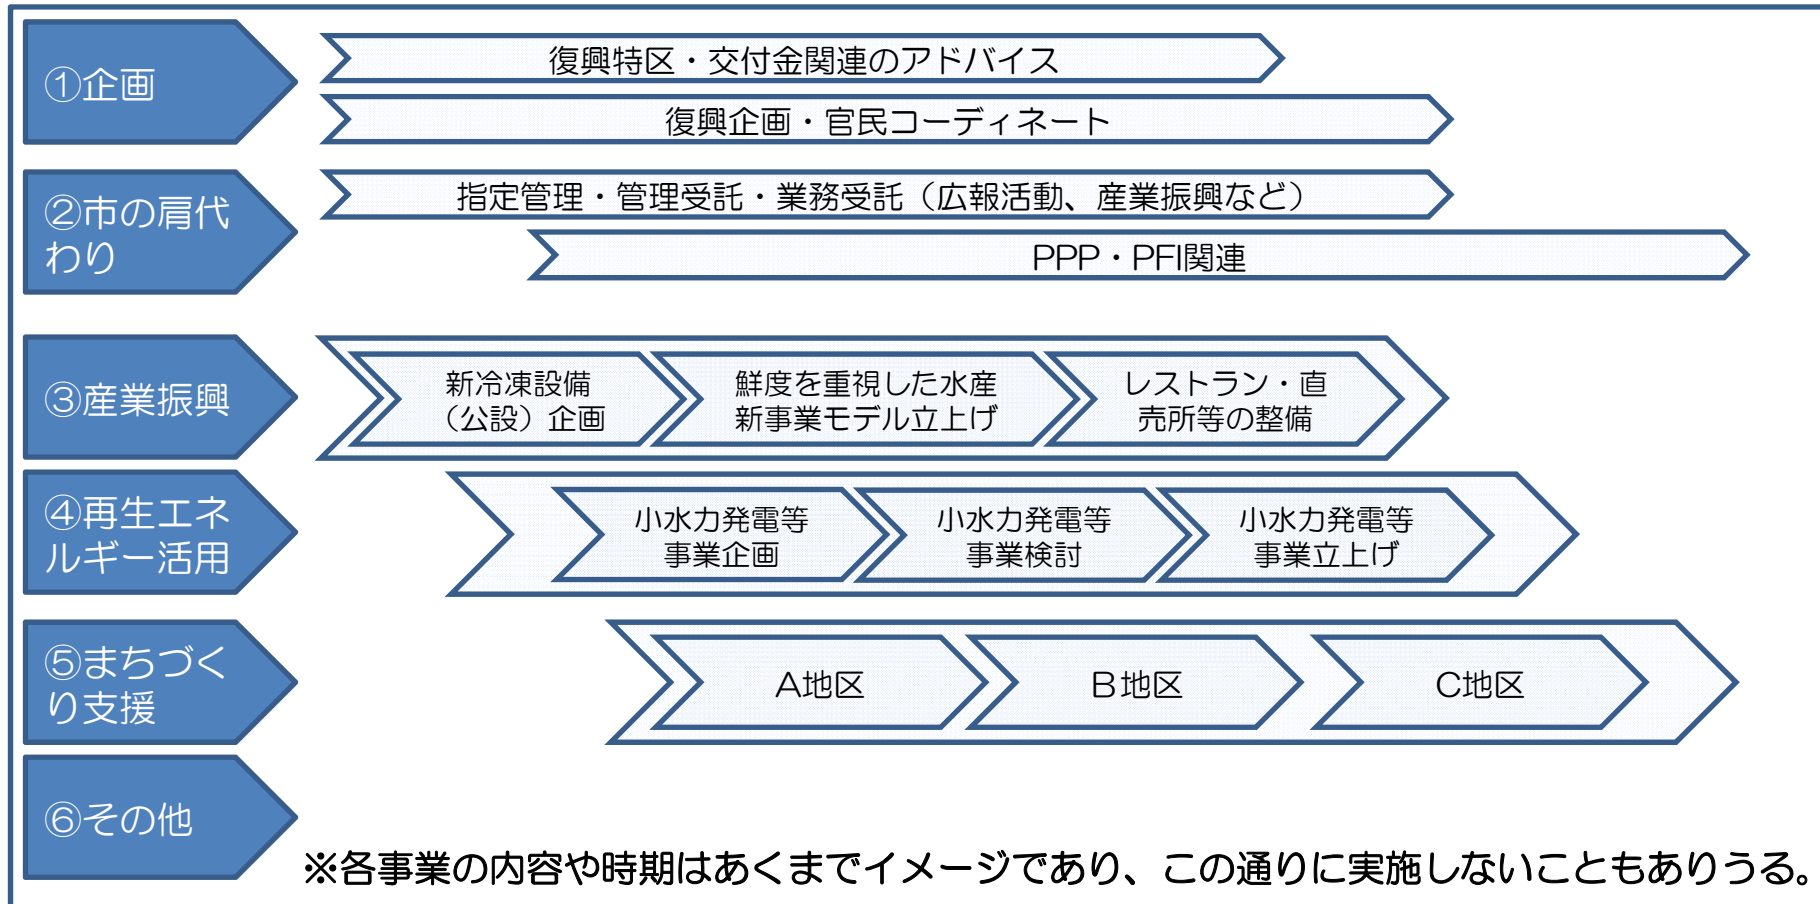 ①企画
復興特区・交付金関連のアドバイス
復興企画・官民コーディネート
②市の肩代
わり
指定管理・管理受託・業務受託（広報活動、産業振興など）
PPP・PFI関連
③産業振興
新冷凍設備
（公設）企画
鮮度を重視した水産
新事業モデル立上げ
レストラン・直
売所等の整備
④再生エネ
ルギー活用
小水力発電等
事業企画
小水力発電等
事業検討
小水力発電等
事業立上げ
⑤まちづく
り支援
A地区
B地区
C地区
⑥その他
※各事業の内容や時期はあくまでイメージであり、この通りに実施しないこともありうる。